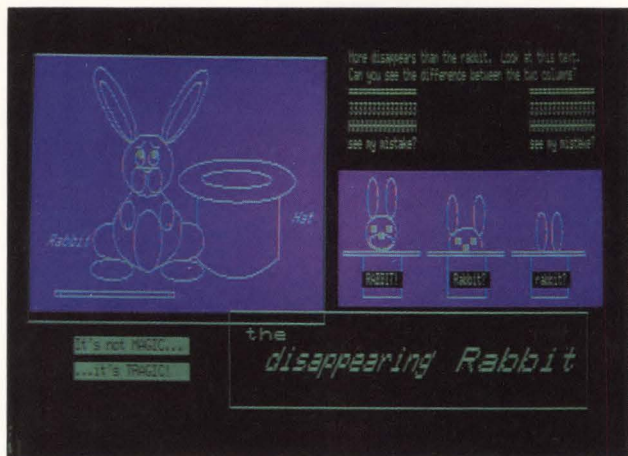 More disappears than the rabbit. Look at this text.
Can you see the difference between the two columns?
see my mistake?
see my mistake?
Rabbit
Hat
RABBIT!
Rabbit?
rabbit?
It's not MAGIC...
...it's TRAGIC!
the
disappearing Rabbit